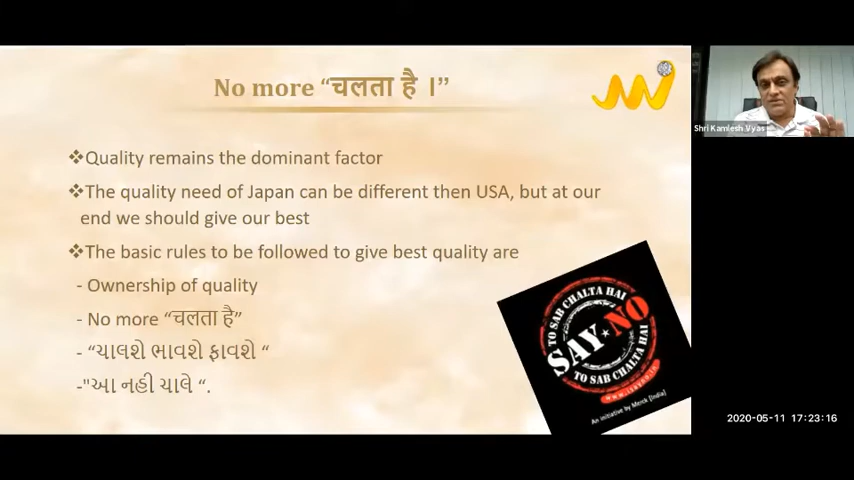 No more “चलता है ।”
Shri Kamlesh Vyas
❖Quality remains the dominant factor
❖The quality need of Japan can be different then USA, but at our
end we should give our best
❖The basic rules to be followed to give best quality are
- Ownership of quality
- No more “चलता है”
- “ચાલશે ભાવશે ફાવશે “
-"આ નહી ચાલે “.
TO SAB CHALTA HAI
SAY NO
TO SAB CHALTA HAI
An initiative by Merck [India]
2020-05-11 17:23:16